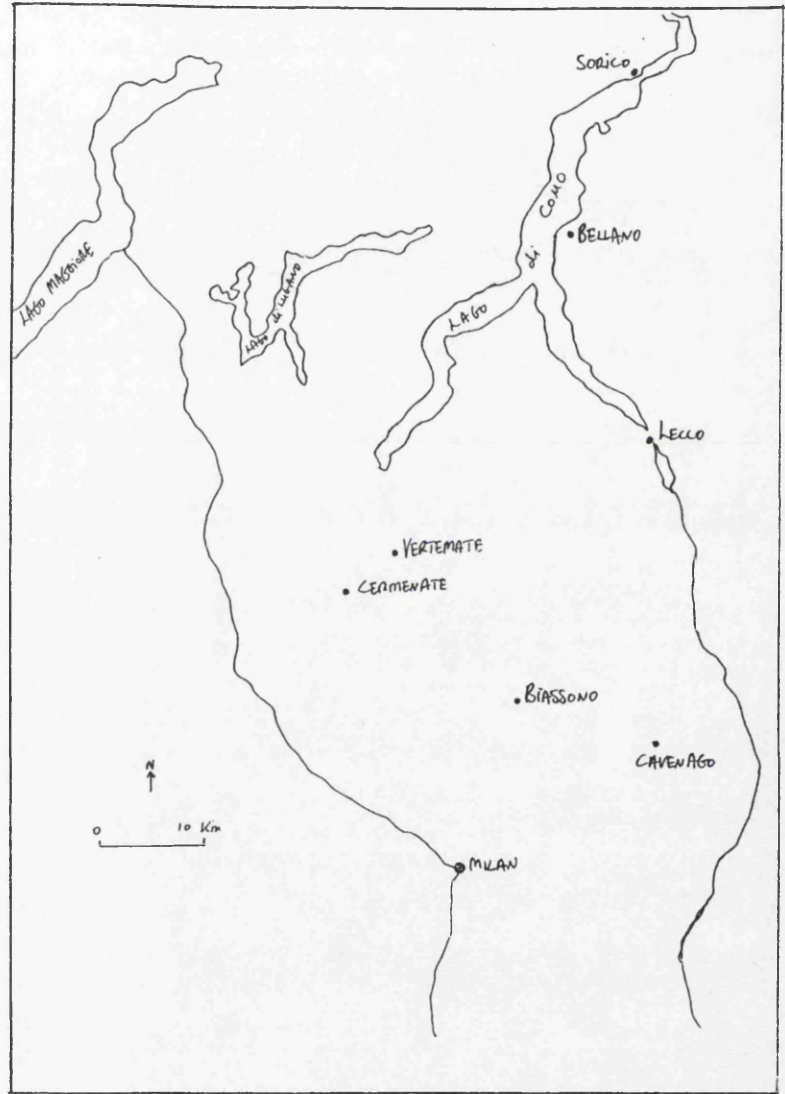 SORICO
LAGO di COMO
BELLANO
LAGO MAGGIORE
LAGO di LUGANO
LECCO
VERTEMATE
CERMENATE
BIASSONO
CAVENAGO
N
0 10 Km
MILAN